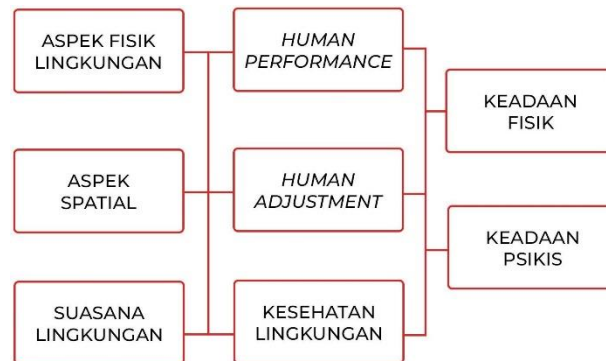 ASPEK FISIK
LINGKUNGAN
HUMAN
PERFORMANCE
KEADAAN
FISIK
ASPEK
SPATIAL
HUMAN
ADJUSTMENT
KEADAAN
PSIKIS
SUASANA
LINGKUNGAN
KESEHATAN
LINGKUNGAN